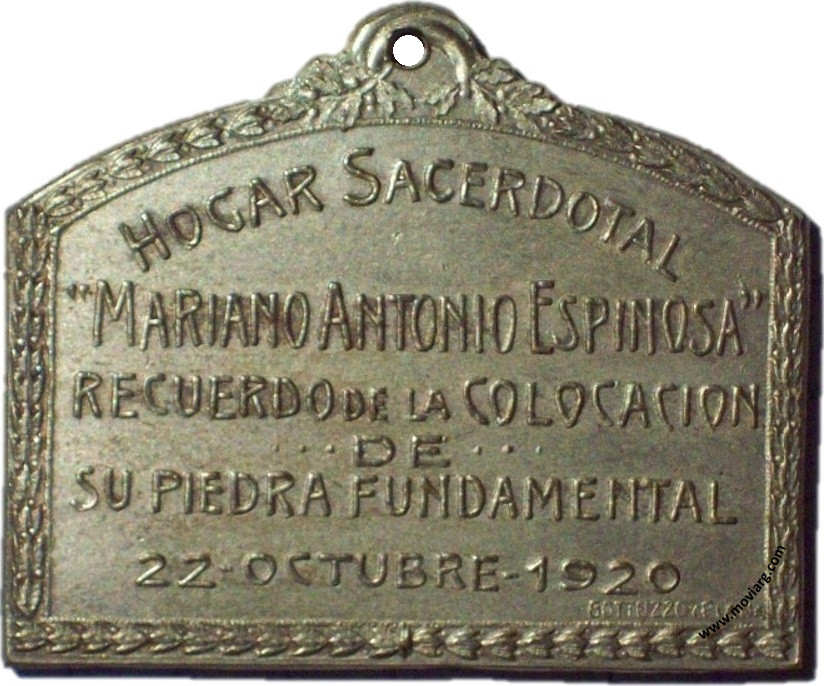 HOGAR SACERDOTAL
"MARIANO ANTONIO ESPINOSA"
RECUERDO DE LA COLOCACION
...DE...
SU PIEDRA FUNDAMENTAL
22-OCTUBRE-1920
www.moviarg.com